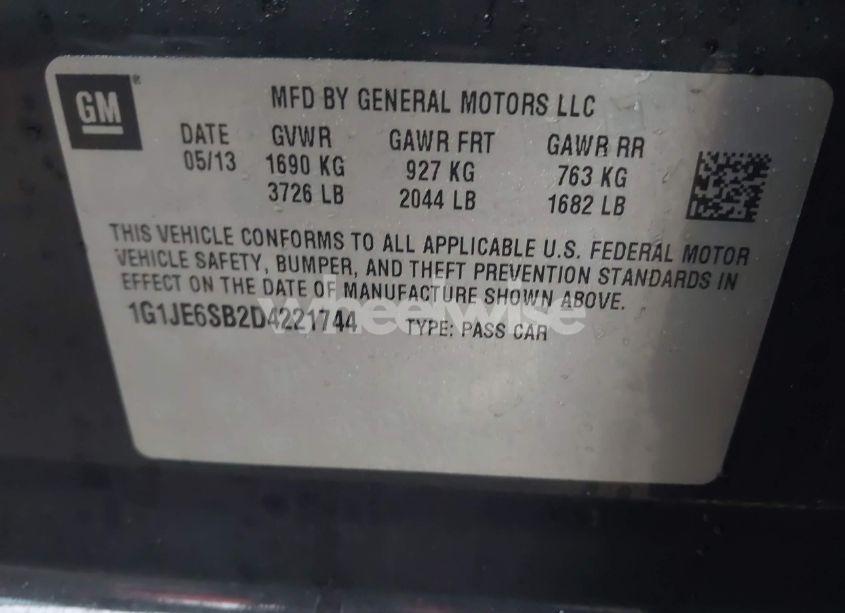 GM
MFD BY GENERAL MOTORS LLC
DATE GVWR GAWR FRT GAWR RR
05/13 1690 KG 927 KG 763 KG
3726 LB 2044 LB 1682 LB
THIS VEHICLE CONFORMS TO ALL APPLICABLE U.S. FEDERAL MOTOR
VEHICLE SAFETY, BUMPER, AND THEFT PREVENTION STANDARDS IN
EFFECT ON THE DATE OF MANUFACTURE SHOWN ABOVE.
1G1JE6SB2D4221744 TYPE: PASS CAR
wheelwise